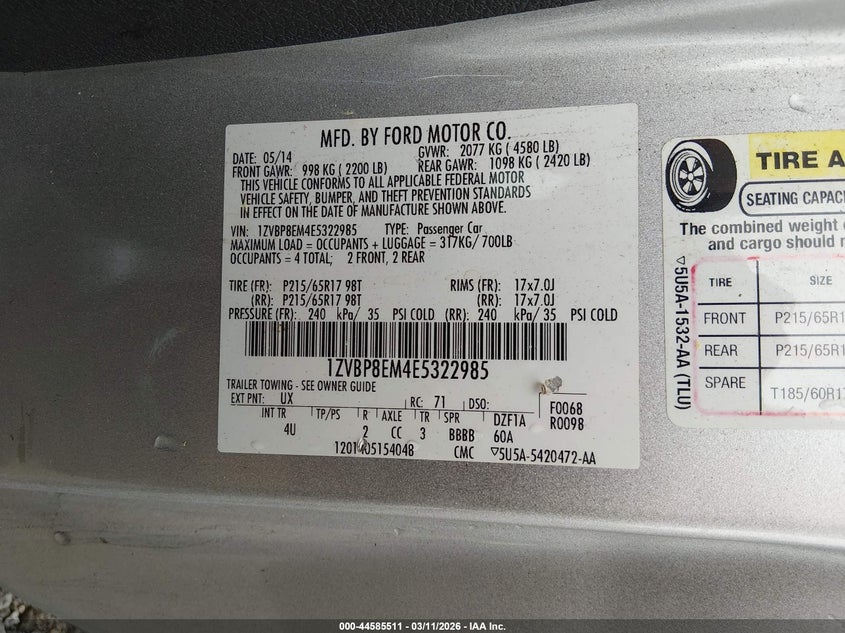 MFD. BY FORD MOTOR CO.
DATE: 05/14 GVWR: 2077 KG ( 4580 LB)
FRONT GAWR: 998 KG ( 2200 LB) REAR GAWR: 1098 KG ( 2420 LB)
THIS VEHICLE CONFORMS TO ALL APPLICABLE FEDERAL MOTOR
VEHICLE SAFETY, BUMPER, AND THEFT PREVENTION STANDARDS
IN EFFECT ON THE DATE OF MANUFACTURE SHOWN ABOVE.
VIN: 1ZVBP8EM4E5322985 TYPE: Passenger Car
MAXIMUM LOAD = OCCUPANTS + LUGGAGE = 317KG/ 700LB
OCCUPANTS = 4 TOTAL; 2 FRONT, 2 REAR
TIRE (FR): P215/65R17 98T RIMS (FR): 17x7.0J
(RR): P215/65R17 98T (RR): 17x7.0J
PRESSURE (FR): 240 kPa/ 35 PSI COLD (RR): 240 kPa/ 35 PSI COLD
1ZVBP8EM4E5322985
TRAILER TOWING - SEE OWNER GUIDE
EXT PNT: UX RC: 71 DSO: F0068
INT TR TP/PS R AXLE TR SPR DZF1A R0098
4U 2 CC 3 BBBB 60A
CMC ▽5U5A-5420472-AA
TIRE A
SEATING CAPAC
The combined weight
and cargo should
▽5U5A-1532-AA (TLU)
TIRE SIZE
FRONT P215/65R1
REAR P215/65R1
SPARE T185/60R17
000-44585511 - 03/11/2026 - IAA Inc.